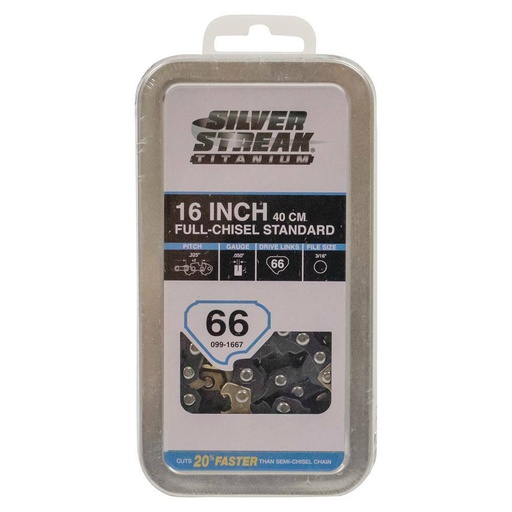 SILVER
STREAK®
TITANIUM
16 INCH 40 CM
FULL-CHISEL STANDARD
PITCH GAUGE DRIVE LINKS FILE SIZE
.325" .050" 66 3/16"
66
099-1667
CUTS 20% FASTER THAN SEMI-CHISEL CHAIN